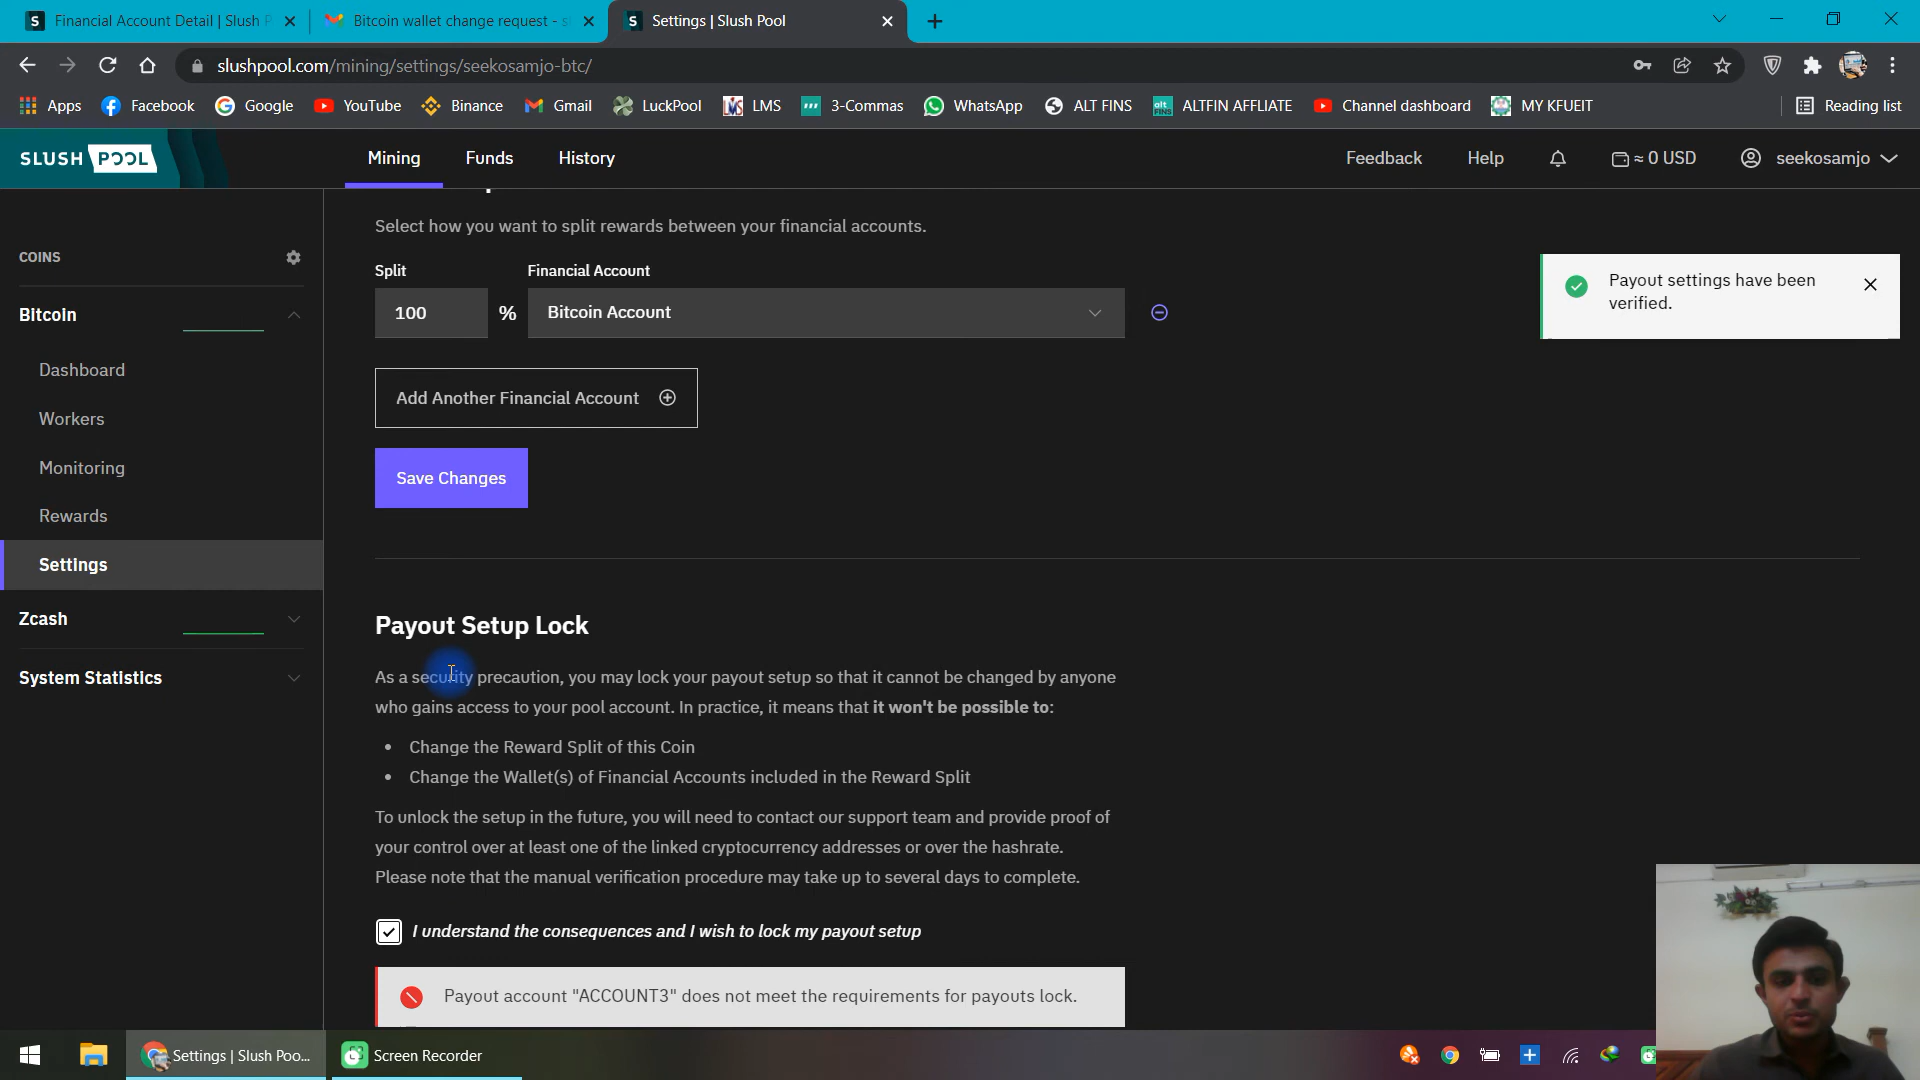 Financial Account Detail | Slush P
Bitcoin wallet change request - s
Settings | Slush Pool
slushpool.com/mining/settings/seekosamjo-btc/
Apps
Facebook
Google
YouTube
Binance
Gmail
LuckPool
LMS
3-Commas
WhatsApp
ALT FINS
ALTFIN AFFLIATE
Channel dashboard
MY KFUEIT
Reading list
SLUSH POOL
Mining
Funds
History
Feedback
Help
≈ 0 USD
seekosamjo
COINS
Bitcoin
Dashboard
Workers
Monitoring
Rewards
Settings
Zcash
System Statistics
Select how you want to split rewards between your financial accounts.
Split
Financial Account
100 %
Bitcoin Account
Add Another Financial Account
Save Changes
Payout settings have been
verified.
Payout Setup Lock
As a security precaution, you may lock your payout setup so that it cannot be changed by anyone
who gains access to your pool account. In practice, it means that it won't be possible to:
• Change the Reward Split of this Coin
• Change the Wallet(s) of Financial Accounts included in the Reward Split
To unlock the setup in the future, you will need to contact our support team and provide proof of
your control over at least one of the linked cryptocurrency addresses or over the hashrate.
Please note that the manual verification procedure may take up to several days to complete.
I understand the consequences and I wish to lock my payout setup
Payout account "ACCOUNT3" does not meet the requirements for payouts lock.
Settings | Slush Poo...
Screen Recorder